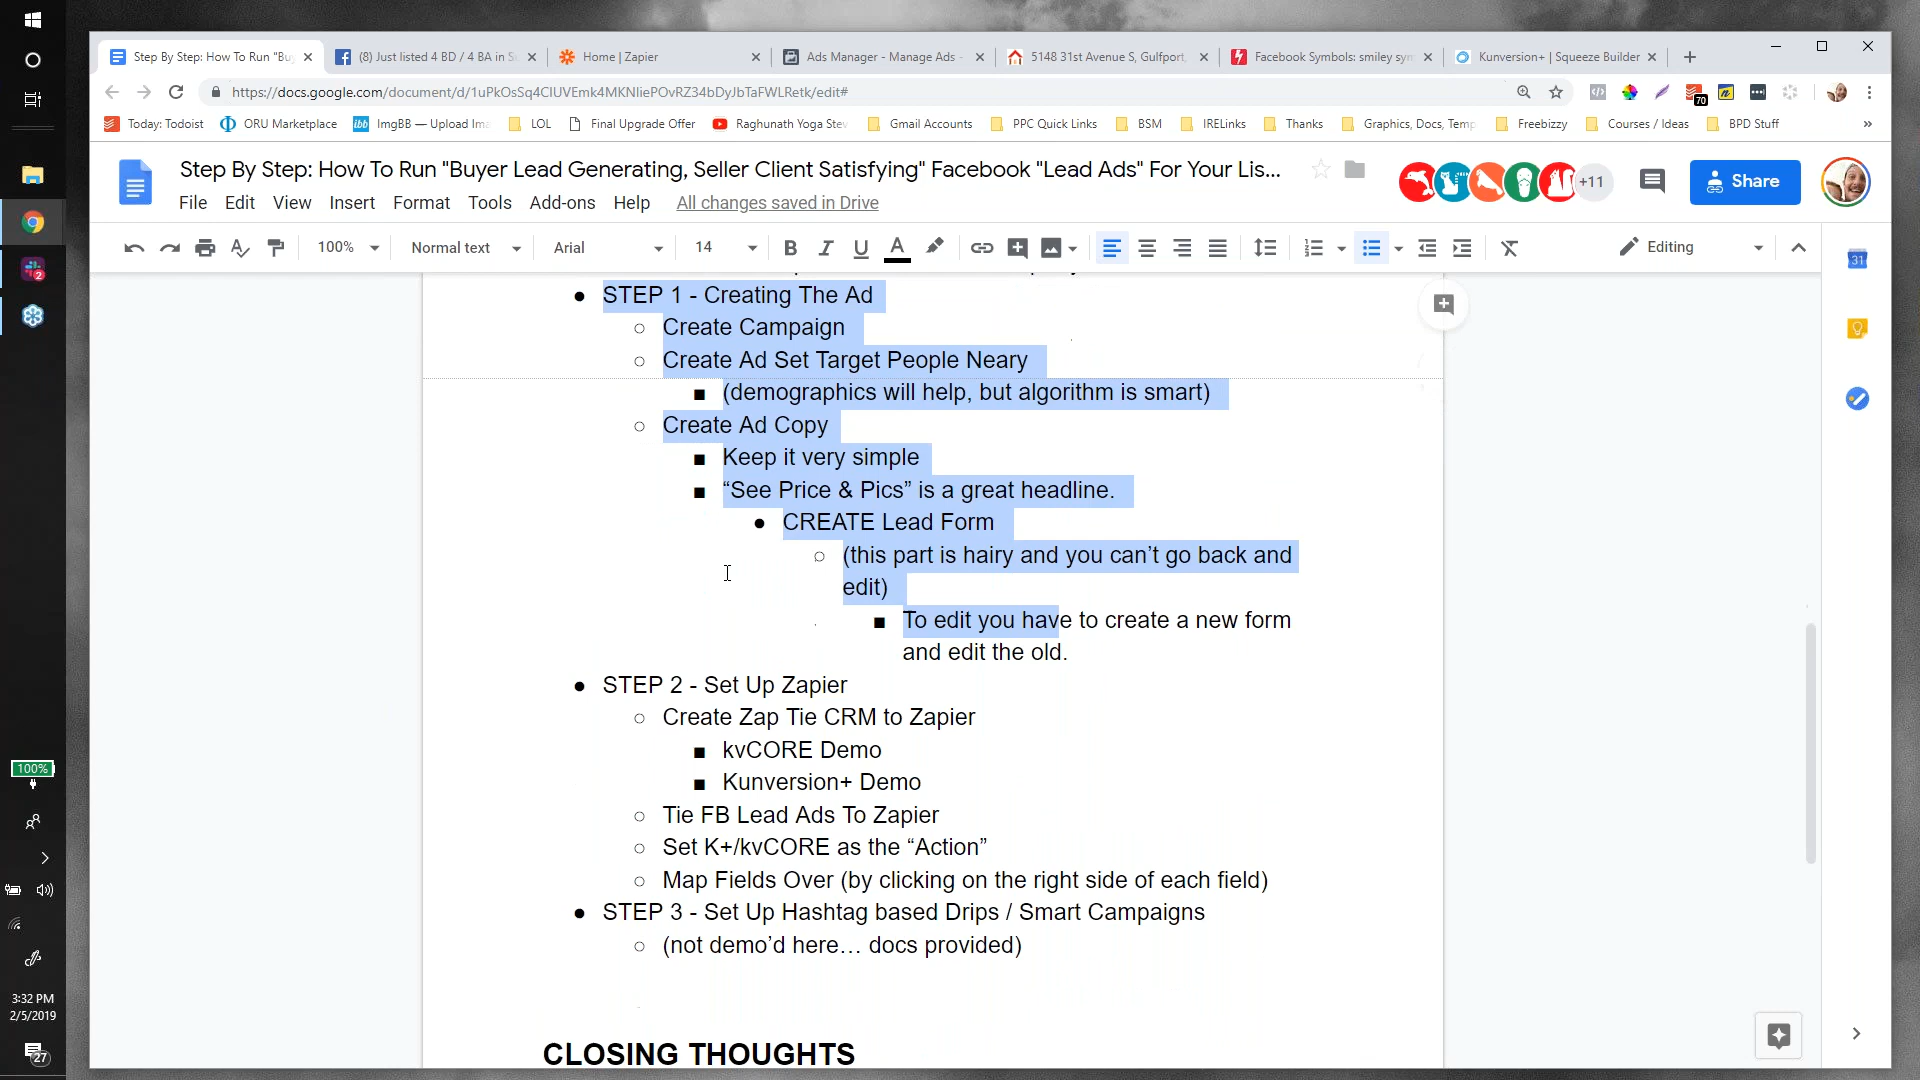 Step By Step: How To Run "Bu
(8) Just listed 4 BD / 4 BA in S
Home | Zapier
Ads Manager - Manage Ads -
5148 31st Avenue S, Gulfport,
Facebook Symbols: smiley sym
Kunversion+ | Squeeze Builder
https://docs.google.com/document/d/1uPkOsSq4ClUVEmk4MKNliePOvRZ34bDyJbTaFWLRetk/edit#
70
Today: Todoist
ORU Marketplace
ibb
ImgBB — Upload Ima
LOL
Final Upgrade Offer
Raghunath Yoga Stev
Gmail Accounts
PPC Quick Links
BSM
IRELinks
Thanks
Graphics, Docs, Temp
Freebizzy
Courses / Ideas
BPD Stuff
»
Step By Step: How To Run "Buyer Lead Generating, Seller Client Satisfying" Facebook "Lead Ads" For Your Lis...
+11
Share
File Edit View Insert Format Tools Add-ons Help All changes saved in Drive
100% Normal text Arial 14 B I U A Editing
31
STEP 1 - Creating The Ad
Create Campaign
Create Ad Set Target People Neary
(demographics will help, but algorithm is smart)
Create Ad Copy
Keep it very simple
“See Price & Pics” is a great headline.
CREATE Lead Form
(this part is hairy and you can’t go back and
edit)
To edit you have to create a new form
and edit the old.
STEP 2 - Set Up Zapier
Create Zap Tie CRM to Zapier
kvCORE Demo
Kunversion+ Demo
Tie FB Lead Ads To Zapier
Set K+/kvCORE as the “Action”
Map Fields Over (by clicking on the right side of each field)
STEP 3 - Set Up Hashtag based Drips / Smart Campaigns
(not demo’d here… docs provided)
CLOSING THOUGHTS
2
100%
3:32 PM
2/5/2019
27